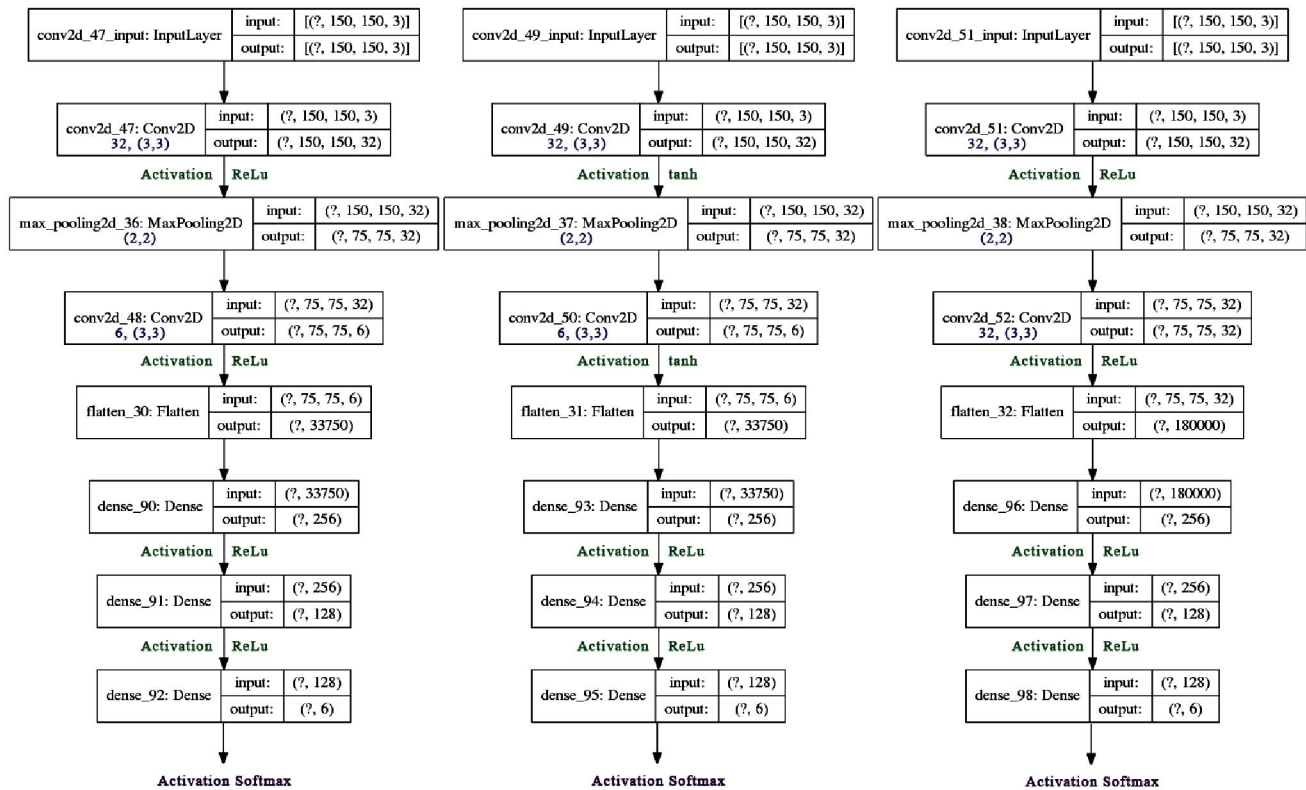 conv2d_47_input: InputLayer
input: [(?, 150, 150, 3)]
output: [(?, 150, 150, 3)]
conv2d_47: Conv2D
32, (3,3)
input: (?, 150, 150, 3)
output: (?, 150, 150, 32)
Activation ReLu
max_pooling2d_36: MaxPooling2D
(2,2)
input: (?, 150, 150, 32)
output: (?, 75, 75, 32)
conv2d_48: Conv2D
6, (3,3)
input: (?, 75, 75, 32)
output: (?, 75, 75, 6)
Activation ReLu
flatten_30: Flatten
input: (?, 75, 75, 6)
output: (?, 33750)
dense_90: Dense
input: (?, 33750)
output: (?, 256)
Activation ReLu
dense_91: Dense
input: (?, 256)
output: (?, 128)
Activation ReLu
dense_92: Dense
input: (?, 128)
output: (?, 6)
Activation Softmax
conv2d_49_input: InputLayer
input: [(?, 150, 150, 3)]
output: [(?, 150, 150, 3)]
conv2d_49: Conv2D
32, (3,3)
input: (?, 150, 150, 3)
output: (?, 150, 150, 32)
Activation tanh
max_pooling2d_37: MaxPooling2D
(2,2)
input: (?, 150, 150, 32)
output: (?, 75, 75, 32)
conv2d_50: Conv2D
6, (3,3)
input: (?, 75, 75, 32)
output: (?, 75, 75, 6)
Activation tanh
flatten_31: Flatten
input: (?, 75, 75, 6)
output: (?, 33750)
dense_93: Dense
input: (?, 33750)
output: (?, 256)
Activation ReLu
dense_94: Dense
input: (?, 256)
output: (?, 128)
Activation ReLu
dense_95: Dense
input: (?, 128)
output: (?, 6)
Activation Softmax
conv2d_51_input: InputLayer
input: [(?, 150, 150, 3)]
output: [(?, 150, 150, 3)]
conv2d_51: Conv2D
32, (3,3)
input: (?, 150, 150, 3)
output: (?, 150, 150, 32)
Activation ReLu
max_pooling2d_38: MaxPooling2D
(2,2)
input: (?, 150, 150, 32)
output: (?, 75, 75, 32)
conv2d_52: Conv2D
32, (3,3)
input: (?, 75, 75, 32)
output: (?, 75, 75, 32)
Activation ReLu
flatten_32: Flatten
input: (?, 75, 75, 32)
output: (?, 180000)
dense_96: Dense
input: (?, 180000)
output: (?, 256)
Activation ReLu
dense_97: Dense
input: (?, 256)
output: (?, 128)
Activation ReLu
dense_98: Dense
input: (?, 128)
output: (?, 6)
Activation Softmax